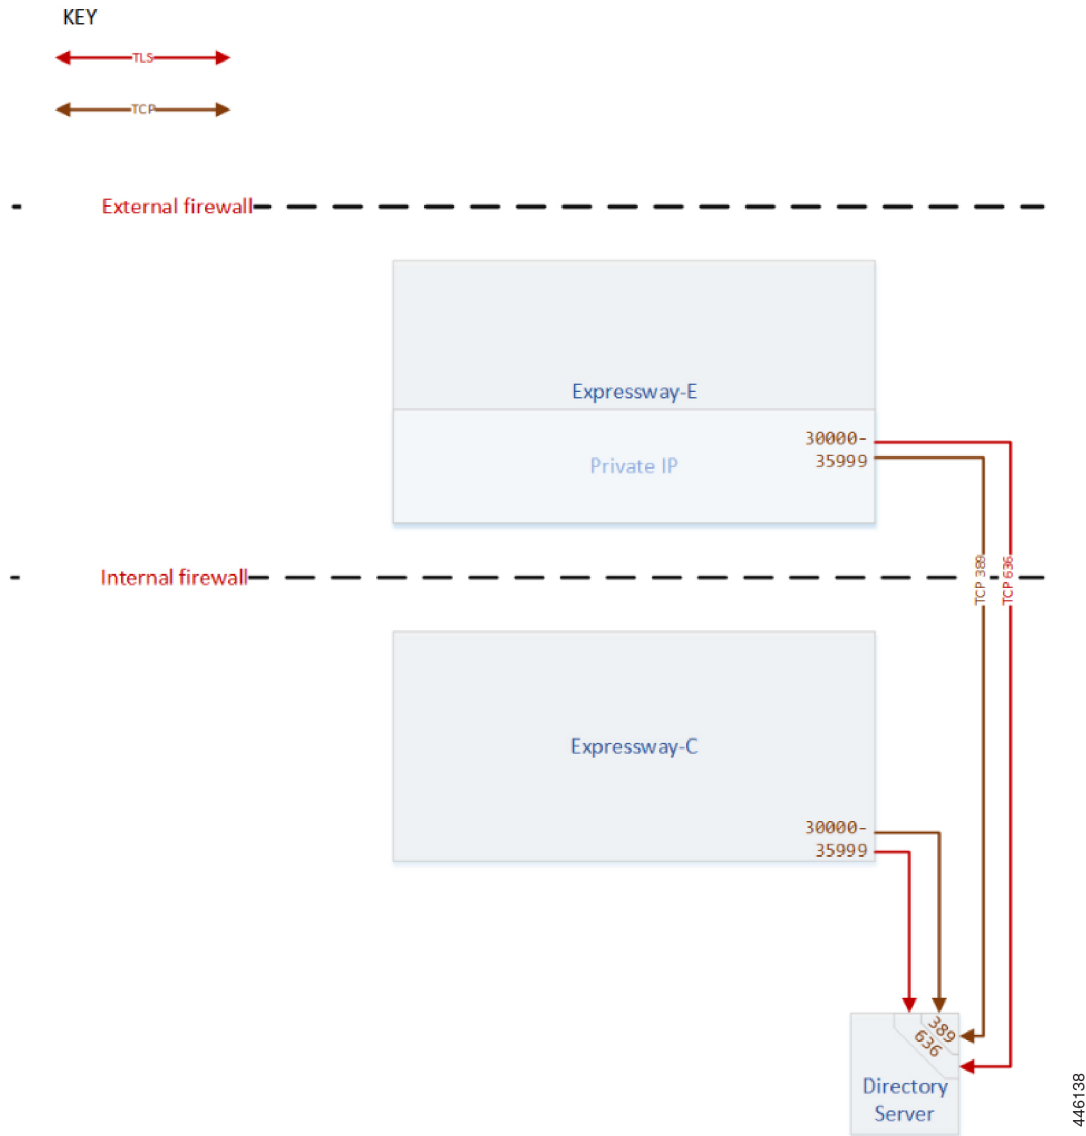 KEY
TLS
TCP
External firewall
Expressway-E
30000-
35999
Private IP
TCP 389
TCP 636
Internal firewall
Expressway-C
30000-
35999
389
636
Directory
Server
446138